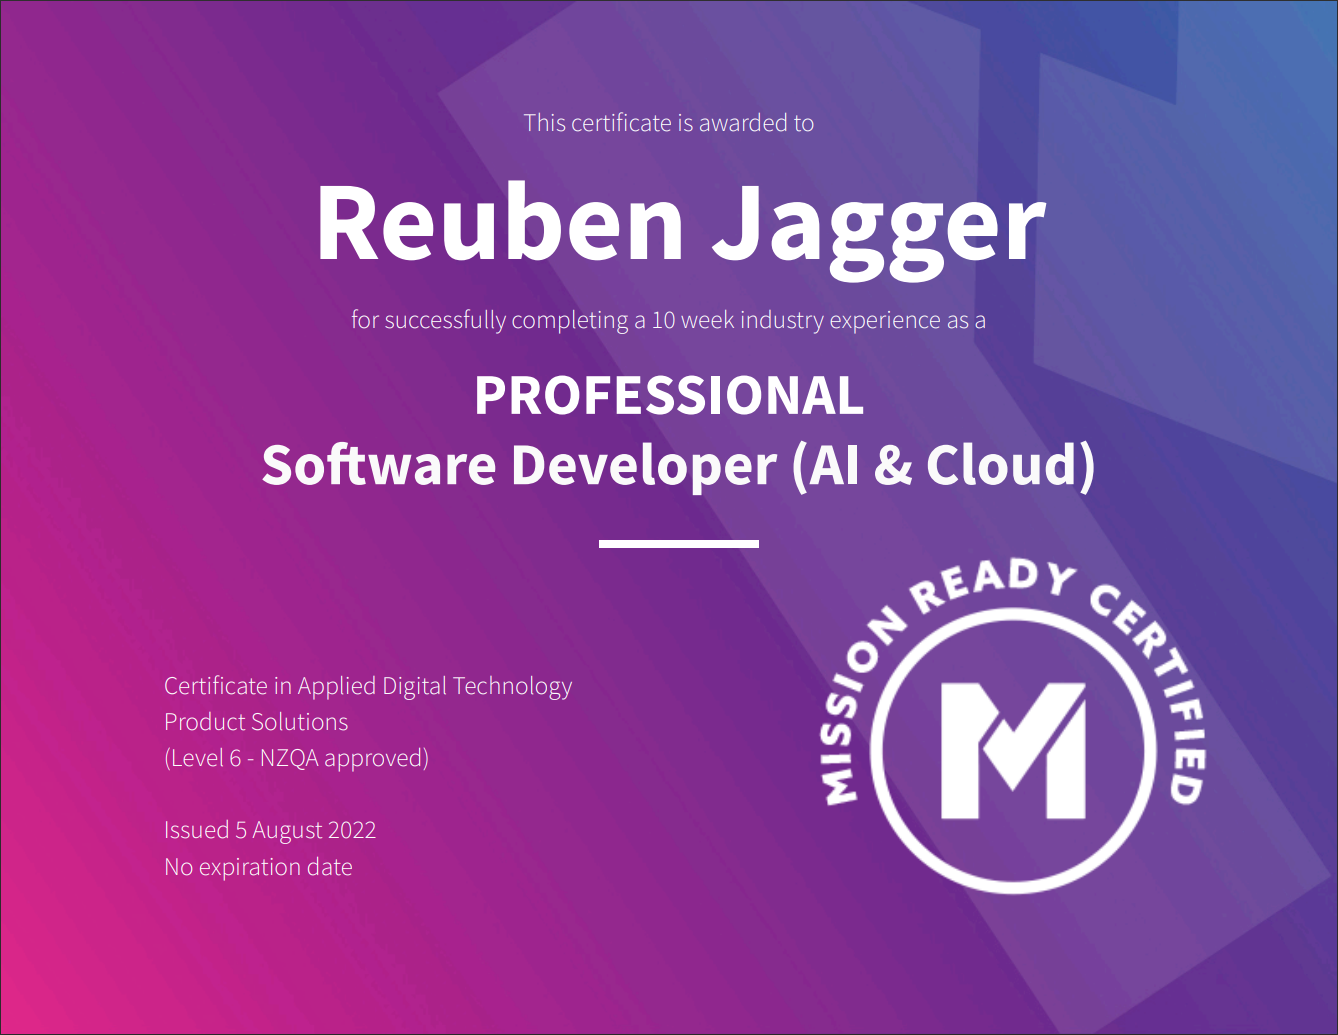 This certificate is awarded to
Reuben Jagger
for successfully completing a 10 week industry experience as a
PROFESSIONAL
Software Developer (AI & Cloud)
MISSION READY CERTIFIED
M
Certificate in Applied Digital Technology
Product Solutions
(Level 6 - NZQA approved)
Issued 5 August 2022
No expiration date